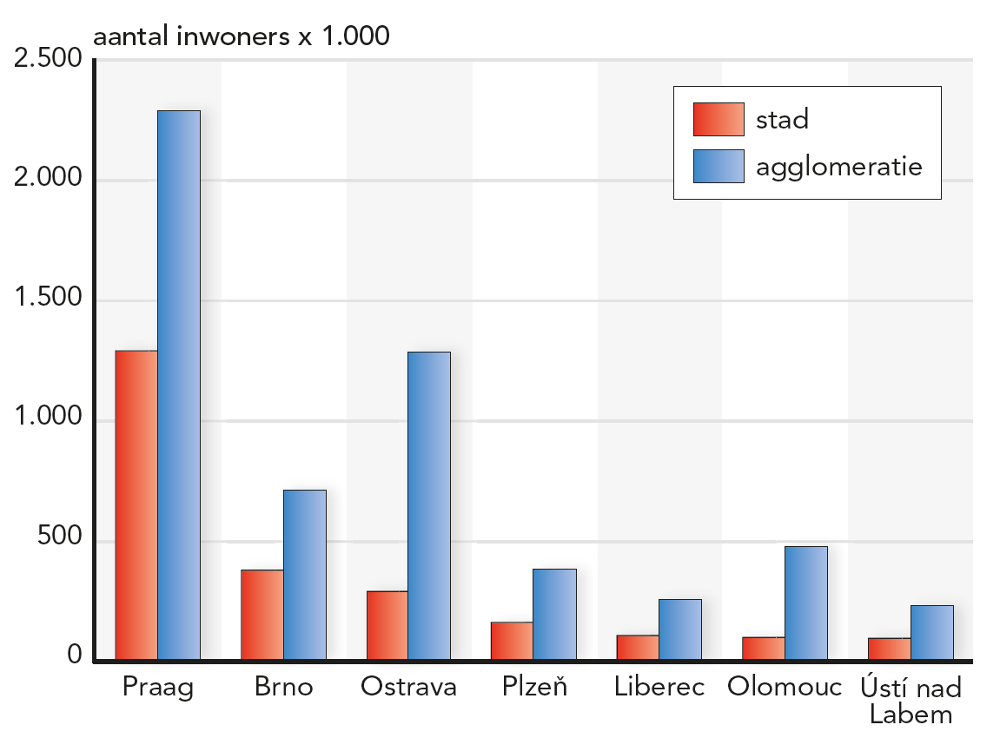 aantal inwoners x 1.000
2.500
2.000
1.500
1.000
500
0
stad
agglomeratie
Praag
Brno
Ostrava
Plzeň
Liberec
Olomouc
Ústí nad
Labem